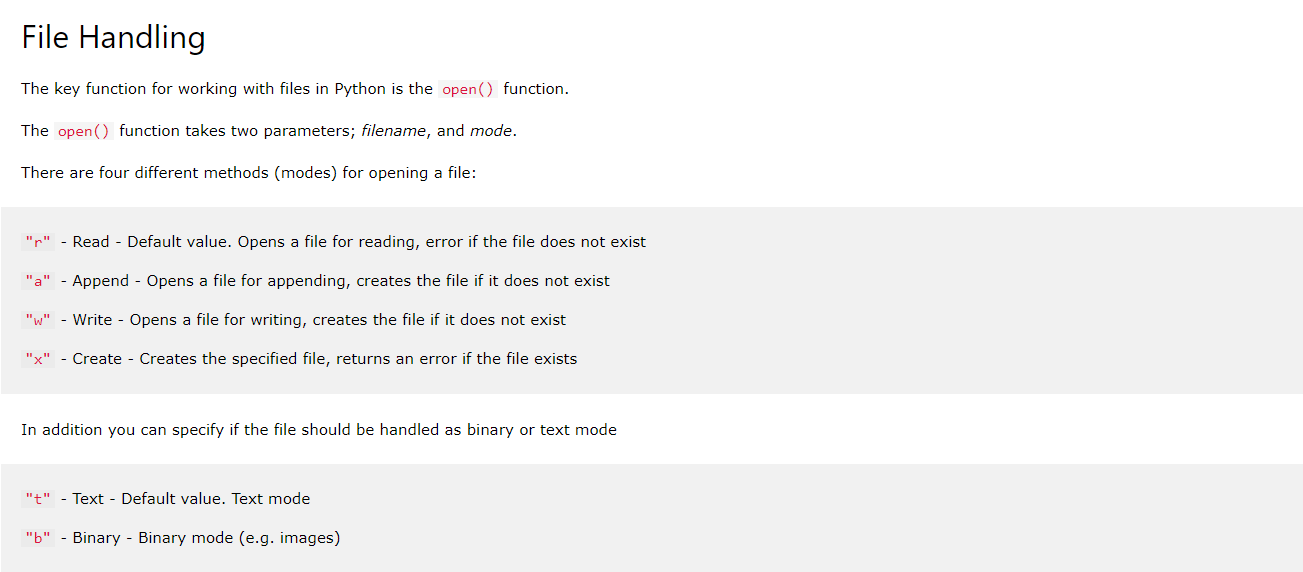 File Handling
The key function for working with files in Python is the open() function.
The open() function takes two parameters; filename, and mode.
There are four different methods (modes) for opening a file:
"r" - Read - Default value. Opens a file for reading, error if the file does not exist
"a" - Append - Opens a file for appending, creates the file if it does not exist
"w" - Write - Opens a file for writing, creates the file if it does not exist
"x" - Create - Creates the specified file, returns an error if the file exists
In addition you can specify if the file should be handled as binary or text mode
"t" - Text - Default value. Text mode
"b" - Binary - Binary mode (e.g. images)